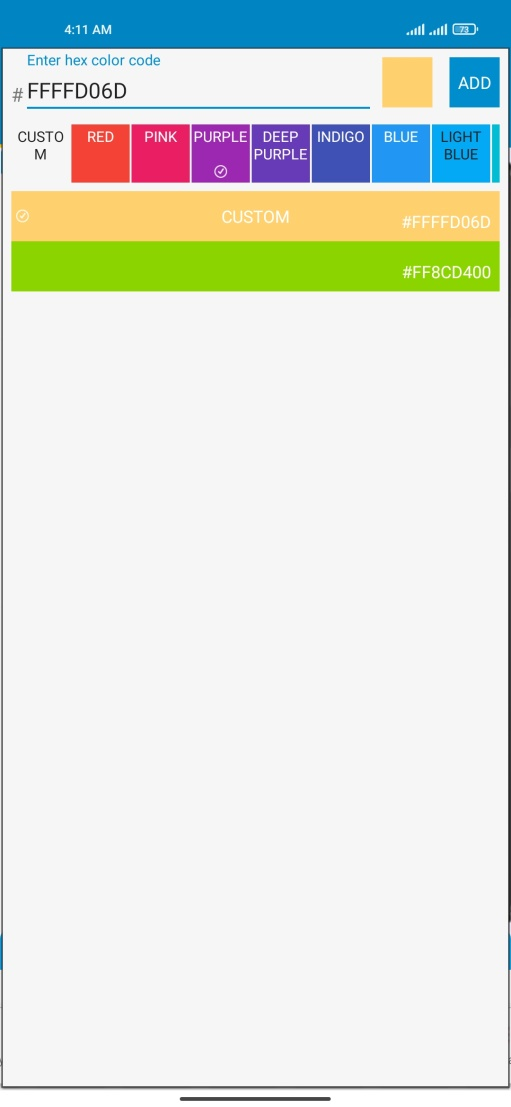 4:11 AM
73
Enter hex color code
# FFFFD06D
ADD
CUSTO
M
RED
PINK
PURPLE
DEEP
PURPLE
INDIGO
BLUE
LIGHT
BLUE
CUSTOM
#FFFFD06D
#FF8CD400